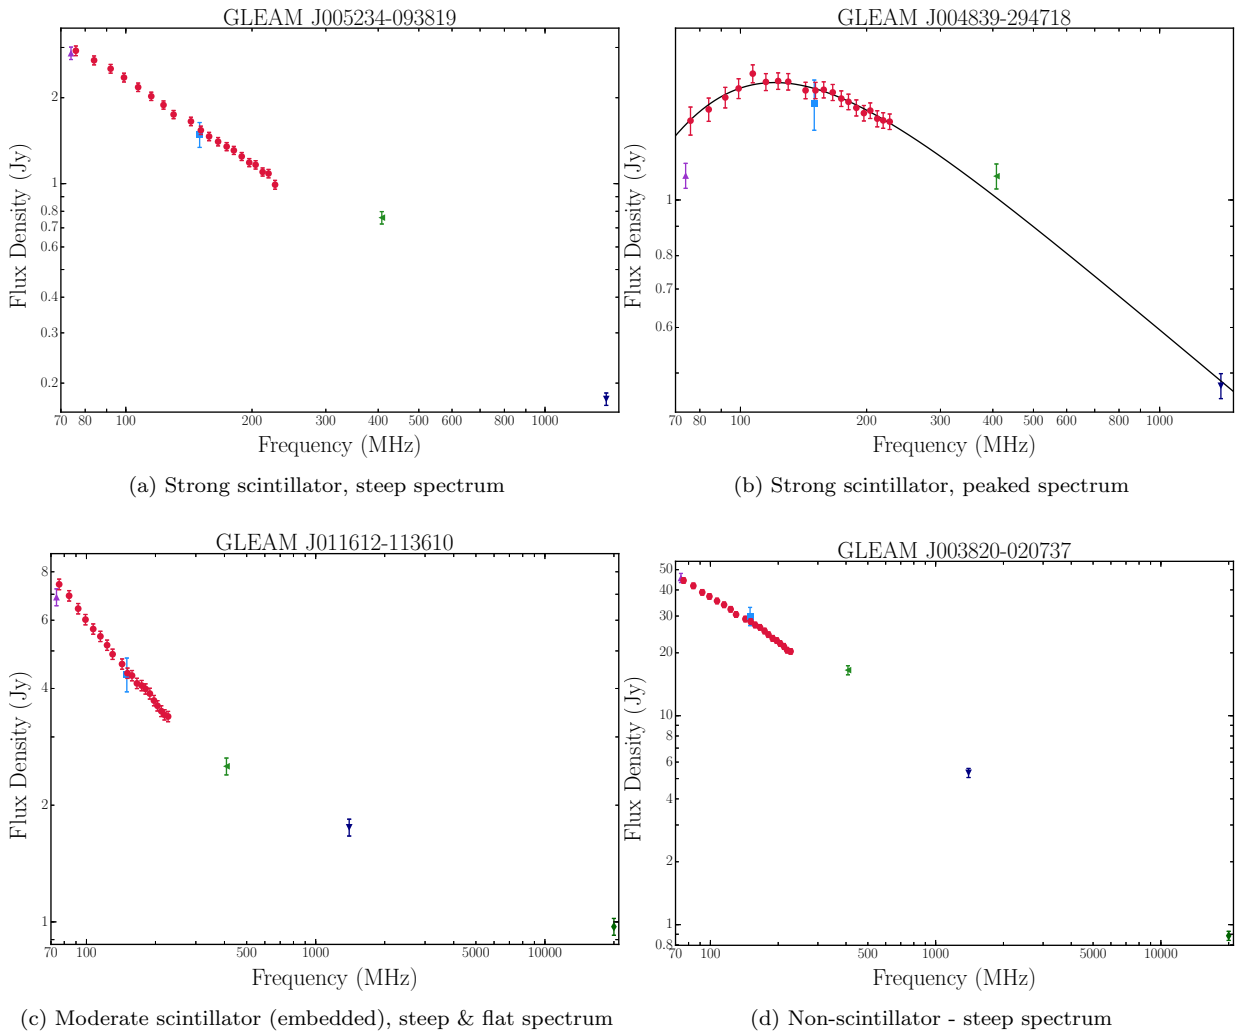 GLEAM J005234-093819
Flux Density (Jy)
2
1
0.8
0.7
0.6
0.4
0.3
0.2
70 80 100 200 300 400 500 1000
Frequency (MHz)
(a) Strong scintillator, steep spectrum
GLEAM J004839-294718
Flux Density (Jy)
1
0.8
0.7
0.6
70 80 100 200 300 400 500 600 1000
Frequency (MHz)
(b) Strong scintillator, peaked spectrum
GLEAM J011612-113610
Flux Density (Jy)
8
6
4
2
1
70 100 500 1000 5000 10000
Frequency (MHz)
(c) Moderate scintillator (embedded), steep & flat spectrum
GLEAM J003820-020737
Flux Density (Jy)
50
40
30
20
10
8
6
4
2
1
0.8
70 100 500 1000 5000 10000
Frequency (MHz)
(d) Non-scintillator - steep spectrum